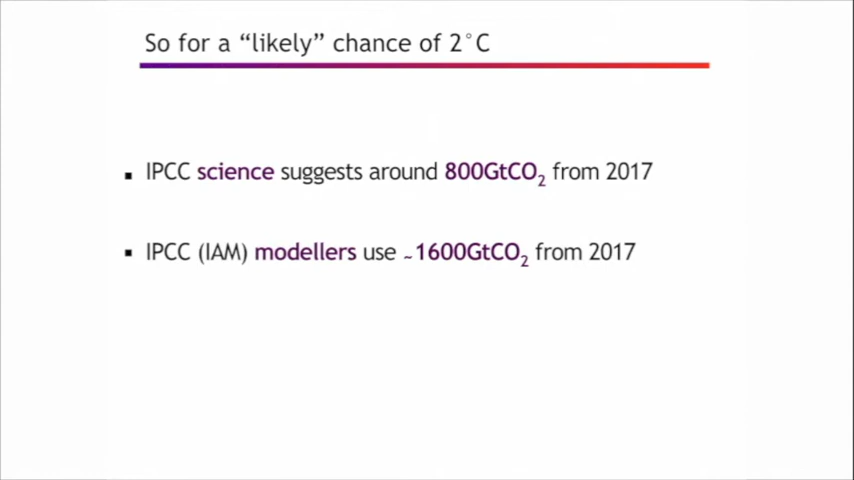 So for a “likely” chance of 2°C
▪ IPCC science suggests around 800GtCO₂ from 2017
▪ IPCC (IAM) modellers use ~1600GtCO₂ from 2017